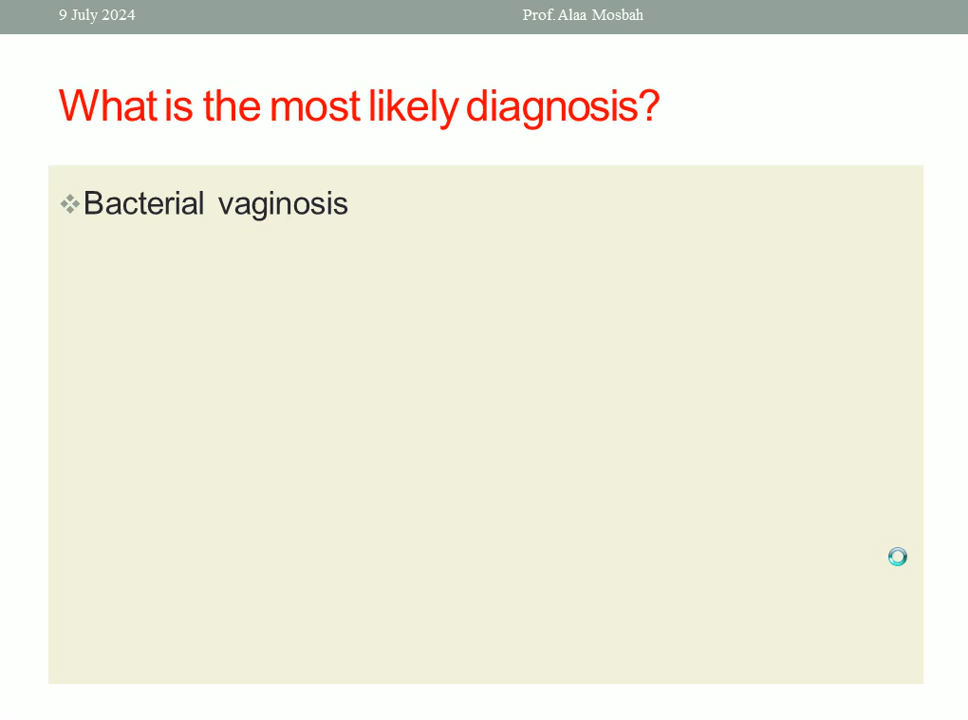 9 July 2024 Prof. Alaa Mosbah
What is the most likely diagnosis?
Bacterial vaginosis